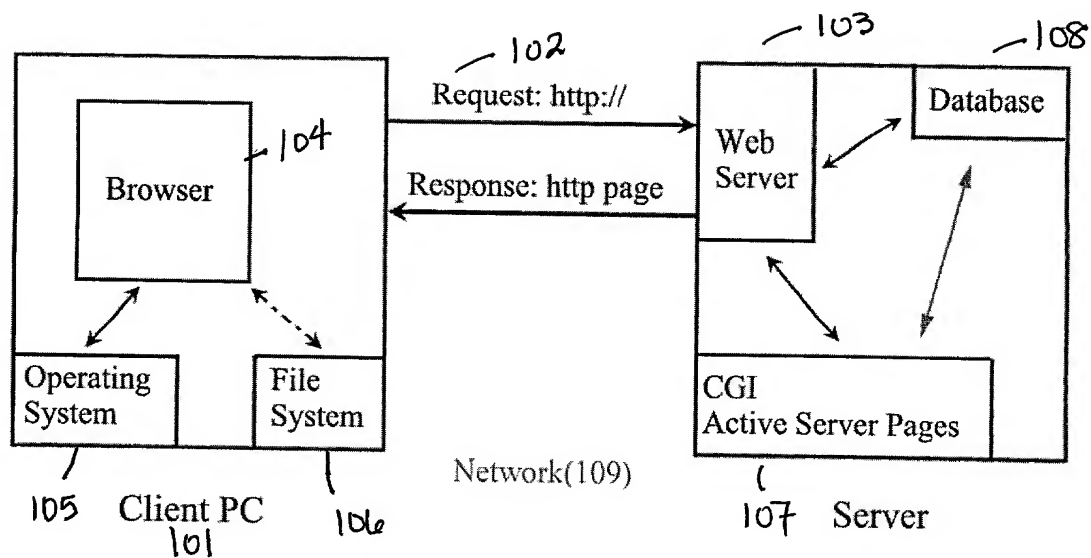 102
103
108
Request: http://
Database
104
Browser
Web
Server
Response: http page
Operating
System
File
System
CGI
Active Server Pages
Network(109)
105
Client PC
101
106
107
Server